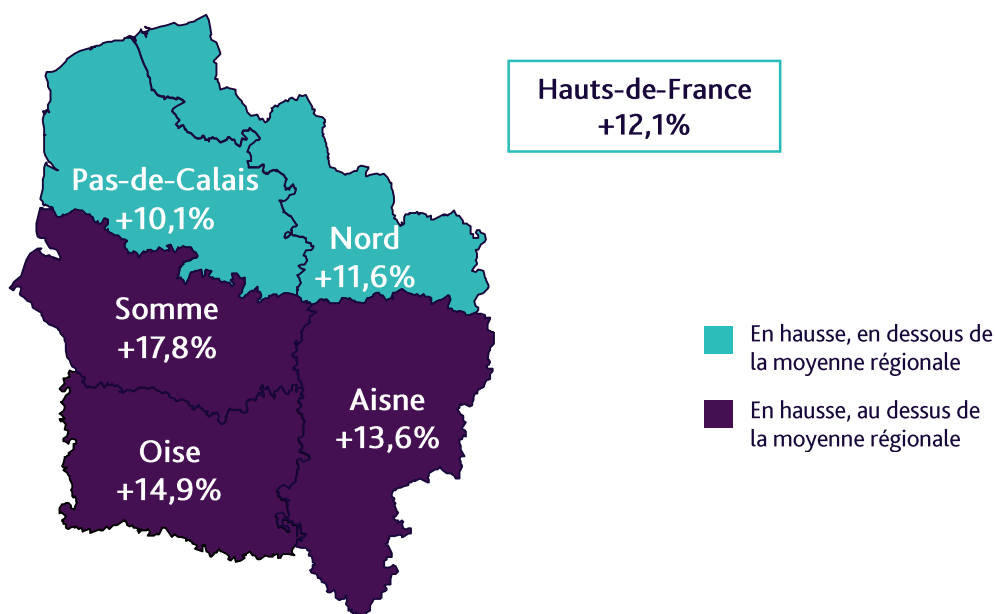 Hauts-de-France
+12,1%
Pas-de-Calais
+10,1%
Nord
+11,6%
Somme
+17,8%
Aisne
+13,6%
Oise
+14,9%
En hausse, en dessous de
la moyenne régionale
En hausse, au dessus de
la moyenne régionale